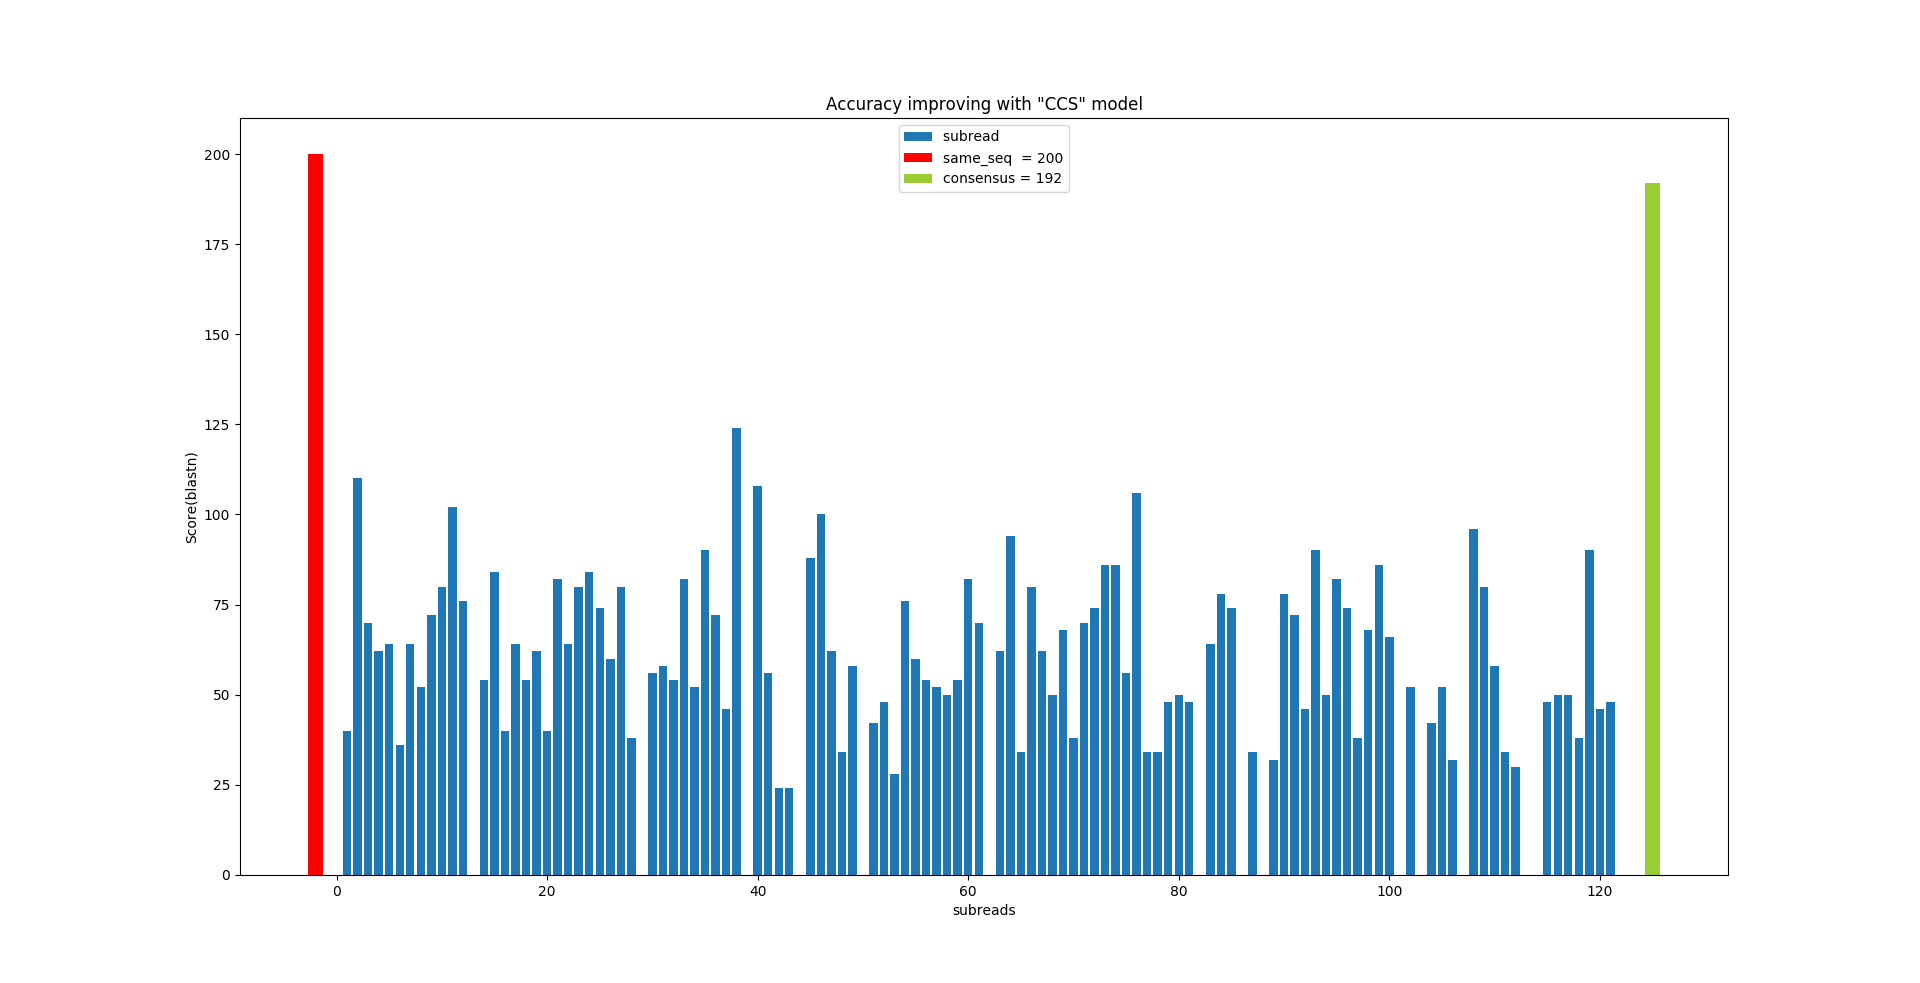 Accuracy improving with "CCS" model
subread
same_seq  = 200
consensus = 192
Score(blastn)
200
175
150
125
100
75
50
25
0
0 20 40 60 80 100 120
subreads